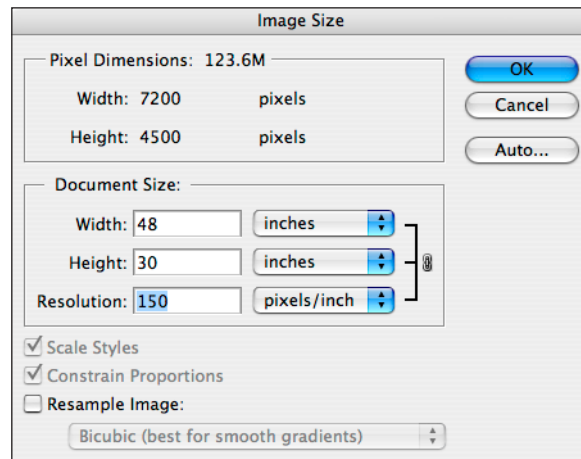 Image Size
Pixel Dimensions: 123.6M
Width: 7200 pixels
Height: 4500 pixels
OK
Cancel
Auto...
Document Size:
Width: 48 inches
Height: 30 inches
Resolution: 150 pixels/inch
Scale Styles
Constrain Proportions
Resample Image:
Bicubic (best for smooth gradients)